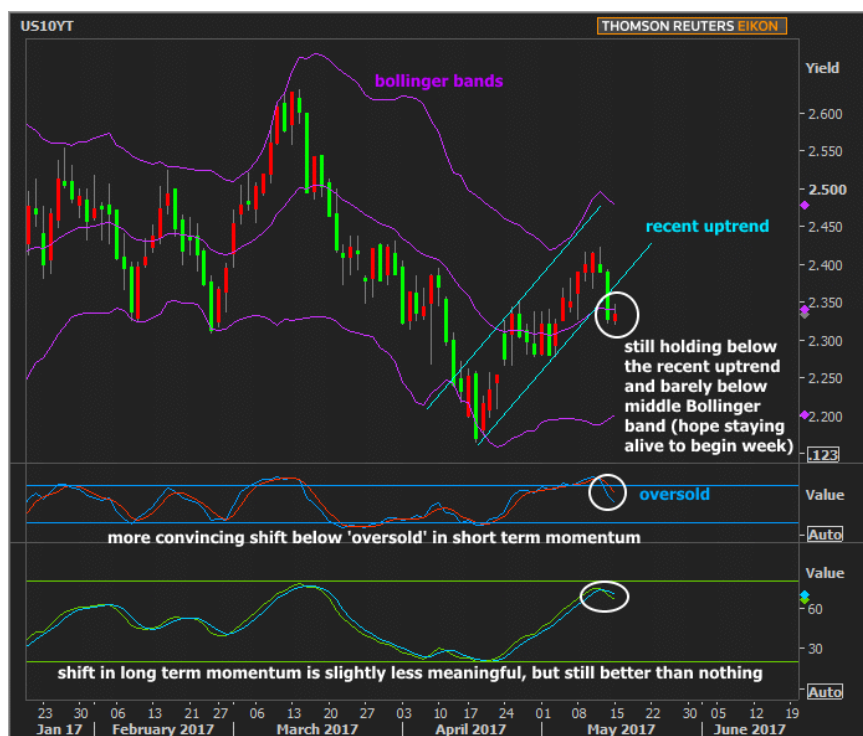 US10YT
THOMSON REUTERS EIKON
Yield
bollinger bands
2.600
2.550
2.500
recent uptrend
2.450
2.400
2.350
2.300
still holding below
the recent uptrend
and barely below
middle Bollinger
band (hope staying
alive to begin week)
2.250
2.200
.123
Value
oversold
more convincing shift below 'oversold' in short term momentum
Auto
Value
60
30
shift in long term momentum is slightly less meaningful, but still better than nothing
Auto
23 30 06 13 21 27 06 13 20 27 03 10 17 24 01 08 15 22 30 05 12 19
Jan 17 February 2017 March 2017 April 2017 May 2017 June 2017